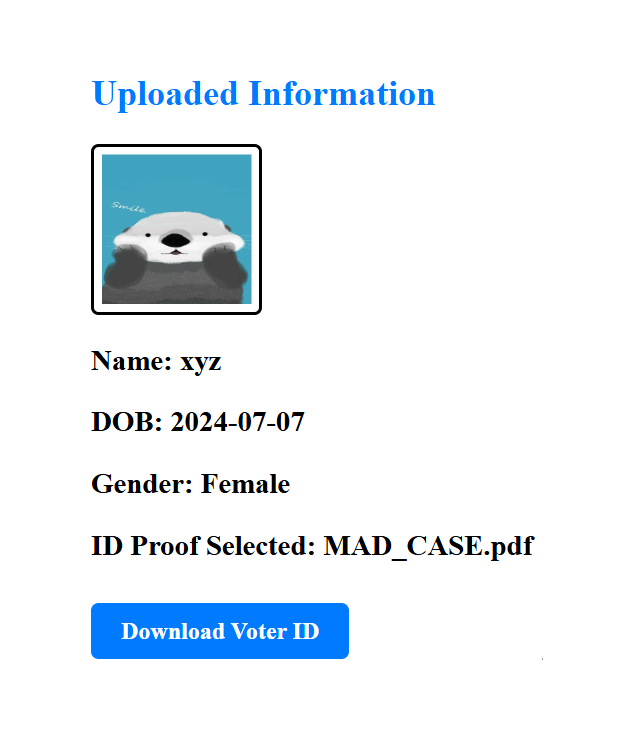 Uploaded Information
Smile
Name: xyz
DOB: 2024-07-07
Gender: Female
ID Proof Selected: MAD_CASE.pdf
Download Voter ID